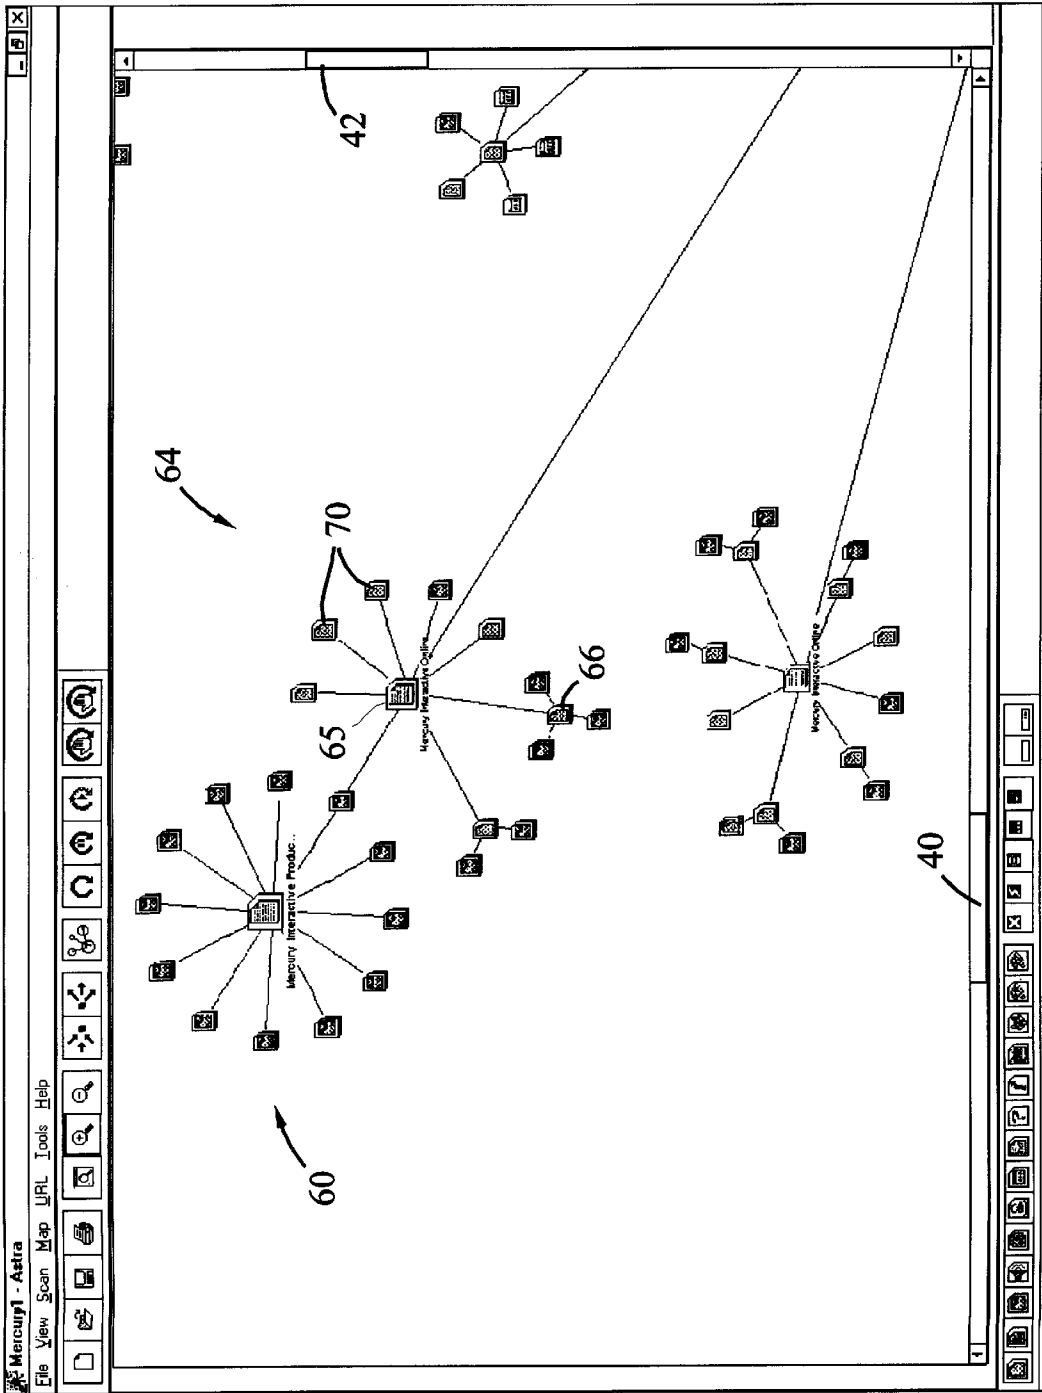 Mercury1 - Astra
File View Scan Map URL Tools Help
60
64
42
70
65
66
40
Mercury Interactive Produc...
Mercury Interactive Online
Mercury Interactive Online